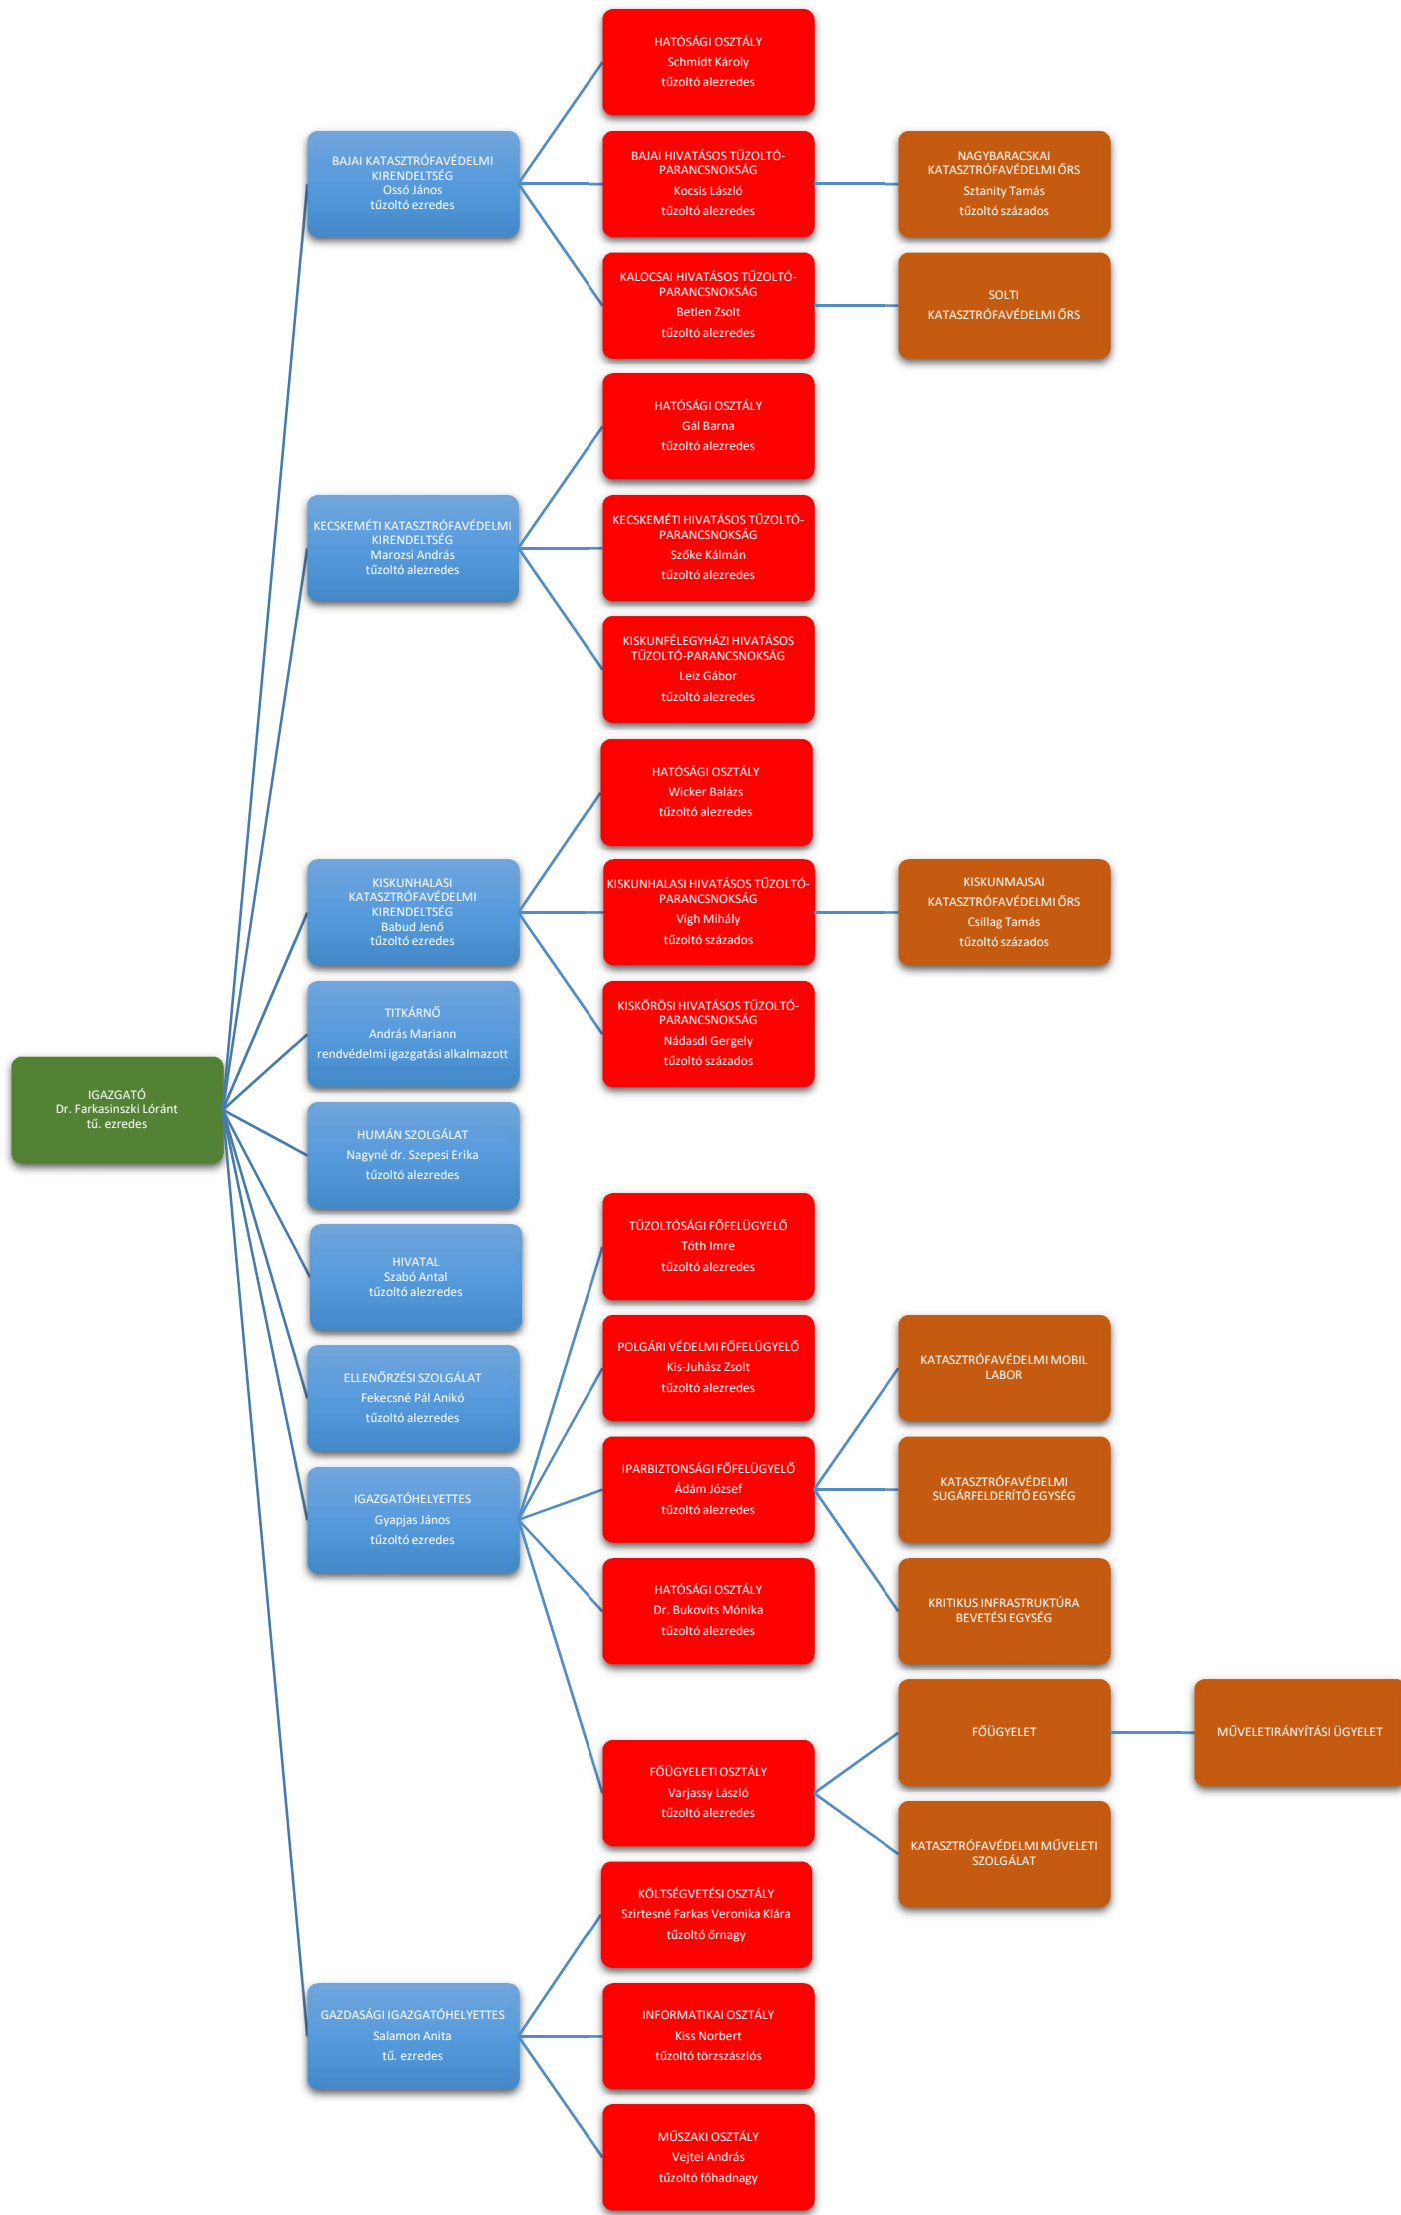 HATÓSÁGI OSZTÁLY
Schmidt Károly
tűzoltó alezredes
BAJAI KATASZTRÓFAVÉDELMI
KIRENDELTSÉG
Ossó János
tűzoltó ezredes
BAJAI HIVATÁSOS TŰZOLTÓ-
PARANCSNOKSÁG
Kocsis László
tűzoltó alezredes
NAGYBARACSKAI
KATASZTRÓFAVÉDELMI ŐRS
Sztanity Tamás
tűzoltó százados
KALOCSAI HIVATÁSOS TŰZOLTÓ-
PARANCSNOKSÁG
Betlen Zsolt
tűzoltó alezredes
SOLTI
KATASZTRÓFAVÉDELMI ŐRS
HATÓSÁGI OSZTÁLY
Gál Barna
tűzoltó alezredes
KECSKEMÉTI KATASZTRÓFAVÉDELMI
KIRENDELTSÉG
Marozsi András
tűzoltó alezredes
KECSKEMÉTI HIVATÁSOS TŰZOLTÓ-
PARANCSNOKSÁG
Szőke Kálmán
tűzoltó alezredes
KISKUNFÉLEGYHÁZI HIVATÁSOS
TŰZOLTÓ-PARANCSNOKSÁG
Leiz Gábor
tűzoltó alezredes
HATÓSÁGI OSZTÁLY
Wicker Balázs
tűzoltó alezredes
KISKUNHALASI
KATASZTRÓFAVÉDELMI
KIRENDELTSÉG
Babud Jenő
tűzoltó ezredes
KISKUNHALASI HIVATÁSOS TŰZOLTÓ-
PARANCSNOKSÁG
Vígh Mihály
tűzoltó százados
KISKUNMAJSAI
KATASZTRÓFAVÉDELMI ŐRS
Csillag Tamás
tűzoltó százados
TITKÁRNŐ
András Mariann
rendvédelmi igazgatási alkalmazott
KISKŐRÖSI HIVATÁSOS TŰZOLTÓ-
PARANCSNOKSÁG
Nádasdi Gergely
tűzoltó százados
IGAZGATÓ
Dr. Farkasinszki Lóránt
tű. ezredes
HUMÁN SZOLGÁLAT
Nagyné dr. Szepesi Erika
tűzoltó alezredes
HIVATAL
Szabó Antal
tűzoltó alezredes
TŰZOLTÓSÁGI FŐFELÜGYELŐ
Tóth Imre
tűzoltó alezredes
ELLENŐRZÉSI SZOLGÁLAT
Fekecsné Pál Anikó
tűzoltó alezredes
POLGÁRI VÉDELMI FŐFELÜGYELŐ
Kis-Juhász Zsolt
tűzoltó alezredes
KATASZTRÓFAVÉDELMI MOBIL
LABOR
IGAZGATÓHELYETTES
Gyapjas János
tűzoltó ezredes
IPARBIZTONSÁGI FŐFELÜGYELŐ
Ádám József
tűzoltó alezredes
KATASZTRÓFAVÉDELMI
SUGÁRFELDERÍTŐ EGYSÉG
HATÓSÁGI OSZTÁLY
Dr. Bukovits Mónika
tűzoltó alezredes
KRITIKUS INFRASTRUKTÚRA
BEVETÉSI EGYSÉG
FŐÜGYELETI OSZTÁLY
Varjassy László
tűzoltó alezredes
FŐÜGYELET
MŰVELETIRÁNYÍTÁSI ÜGYELET
KATASZTRÓFAVÉDELMI MŰVELETI
SZOLGÁLAT
KÖLTSÉGVETÉSI OSZTÁLY
Szirtesné Farkas Veronika Klára
tűzoltó őrnagy
GAZDASÁGI IGAZGATÓHELYETTES
Salamon Anita
tű. ezredes
INFORMATIKAI OSZTÁLY
Kiss Norbert
tűzoltó törzszászlós
MŰSZAKI OSZTÁLY
Vejtei András
tűzoltó főhadnagy